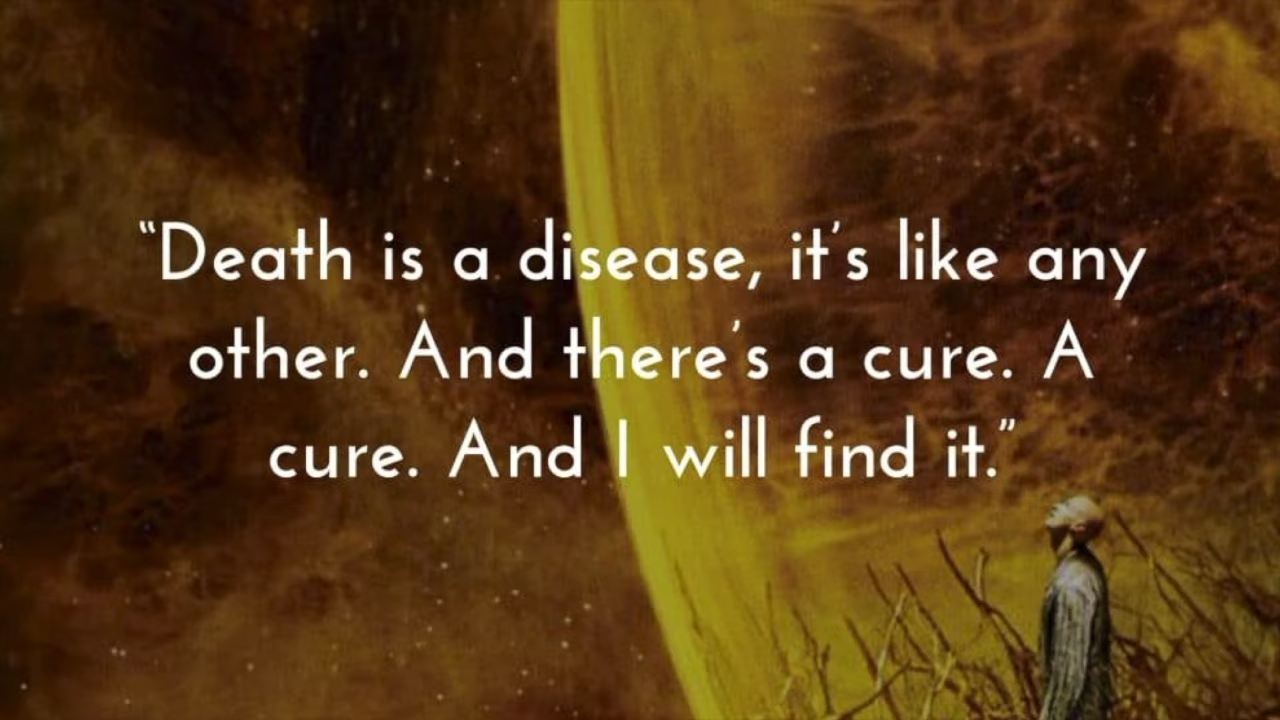 “Death is a disease, it’s like any
other. And there’s a cure. A
cure. And I will find it.”